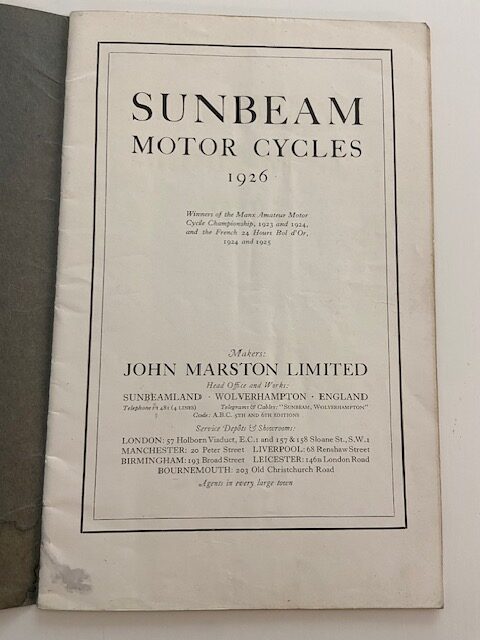 SUNBEAM
MOTOR CYCLES
1926
Winners of the Manx Amateur Motor
Cycle Championship, 1923 and 1924,
and the French 24 Hours Bol d'Or,
1924 and 1925
Makers:
JOHN MARSTON LIMITED
Head Office and Works:
SUNBEAMLAND · WOLVERHAMPTON · ENGLAND
Telephone 481 (4 LINES) Telegrams & Cables: "SUNBEAM, WOLVERHAMPTON"
Code: A.B.C. 5TH AND 6TH EDITIONS
Service Depôts & Showrooms:
LONDON: 57 Holborn Viaduct, E.C.1 and 157 & 158 Sloane St., S.W.1
MANCHESTER: 20 Peter Street LIVERPOOL: 68 Renshaw Street
BIRMINGHAM: 193 Broad Street LEICESTER: 146a London Road
BOURNEMOUTH: 203 Old Christchurch Road
Agents in every large town